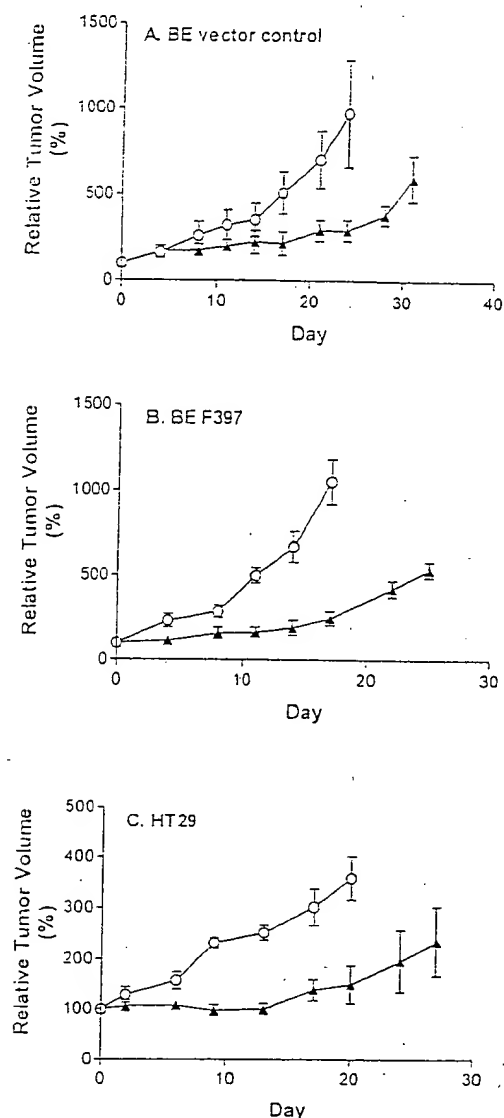 A. BE vector control
Relative Tumor Volume
(%)
1500
1000
500
0
0 10 20 30 40
Day
B. BE F397
Relative Tumor Volume
(%)
1500
1000
500
0
0 10 20 30
Day
C. HT29
Relative Tumor Volume
(%)
500
400
300
200
100
0
0 10 20 30
Day